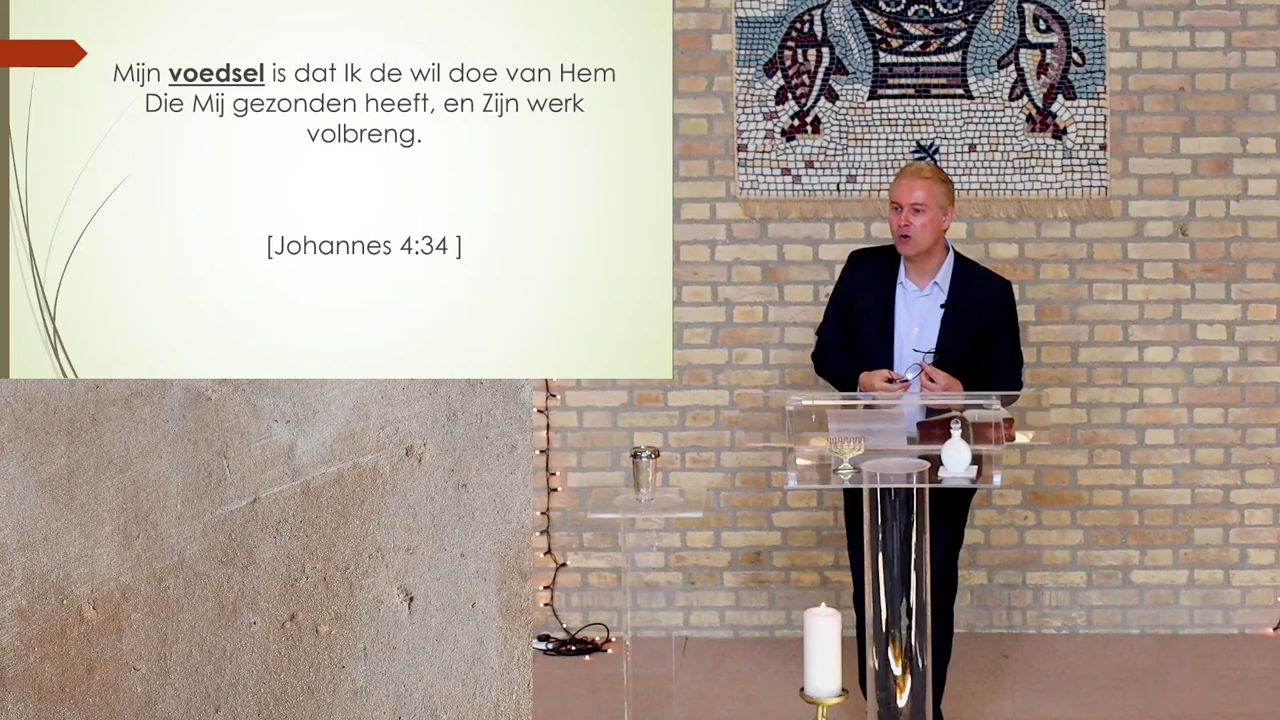 Mijn voedsel is dat Ik de wil doe van Hem
Die Mij gezonden heeft, en Zijn werk
volbreng.
[Johannes 4:34 ]